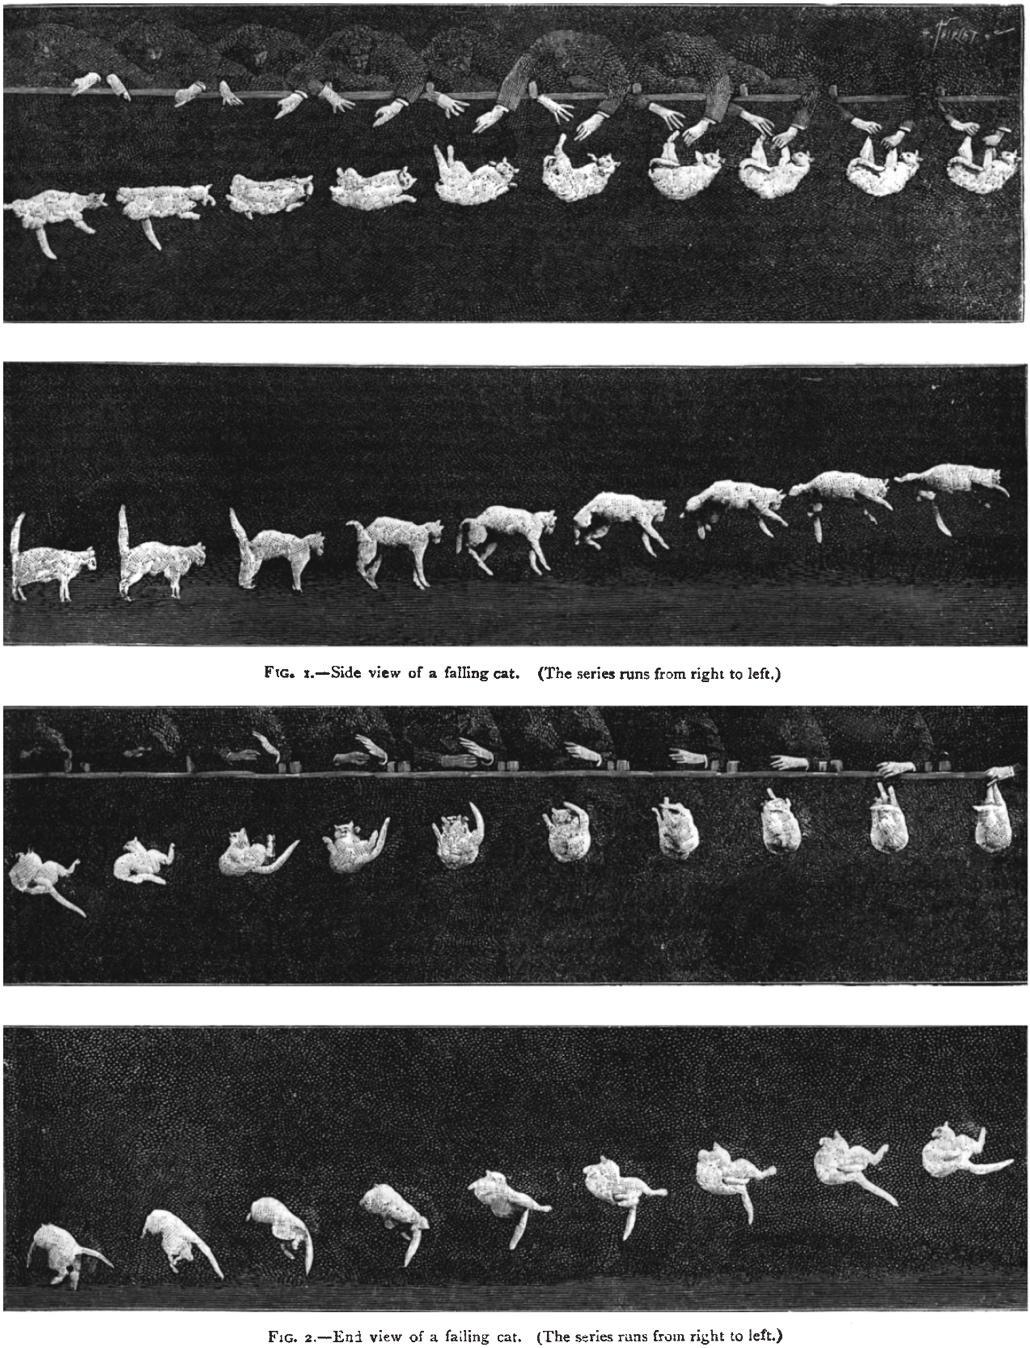 FIG. 1.—Side view of a falling cat. (The series runs from right to left.)
FIG. 2.—End view of a falling cat. (The series runs from right to left.)